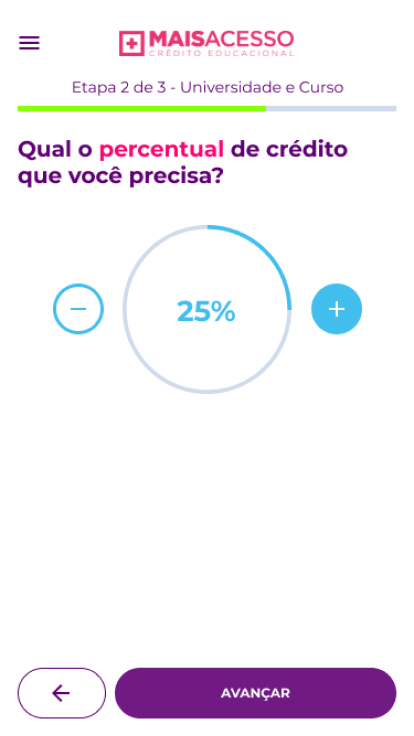 MAISACESSO
CRÉDITO EDUCACIONAL
Etapa 2 de 3 - Universidade e Curso
Qual o percentual de crédito
que você precisa?
25%
AVANÇAR